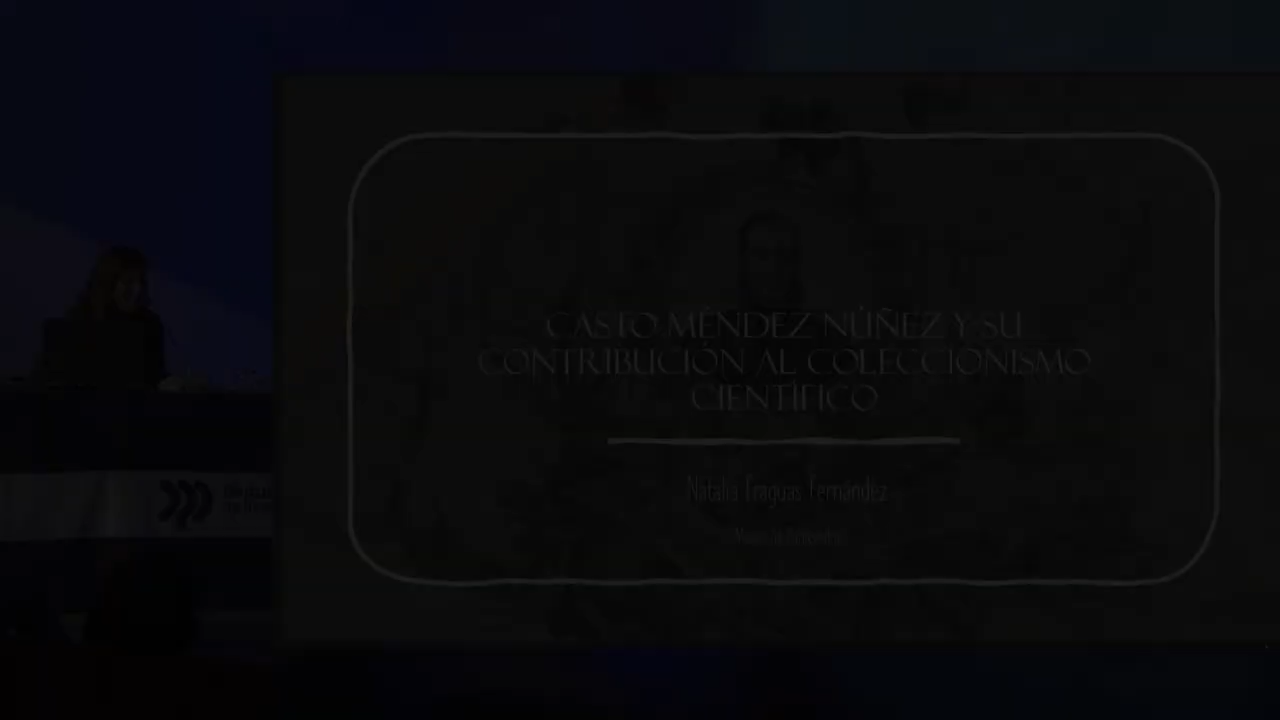 CASTO MÉNDEZ NÚÑEZ Y SU
CONTRIBUCIÓN AL COLECCIONISMO
CIENTÍFICO
Natalia Fraguas Fernández